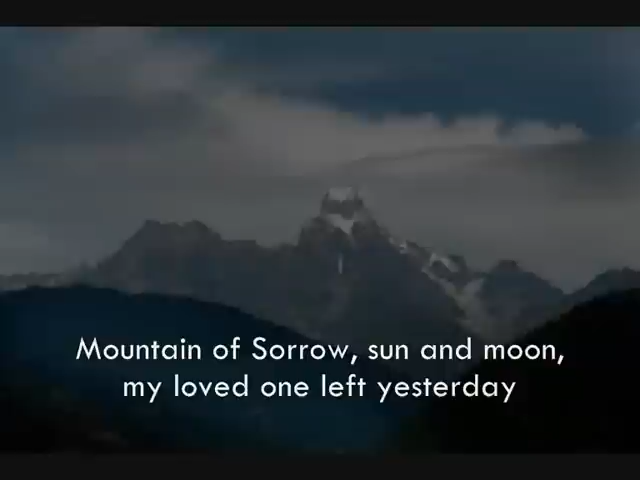 Mountain of Sorrow, sun and moon,
my loved one left yesterday